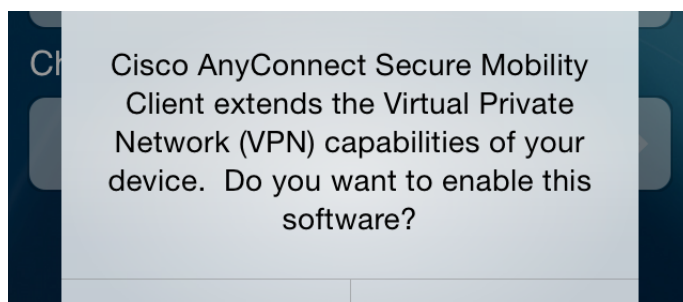 Ch
Cisco AnyConnect Secure Mobility
Client extends the Virtual Private
Network (VPN) capabilities of your
device.  Do you want to enable this
software?